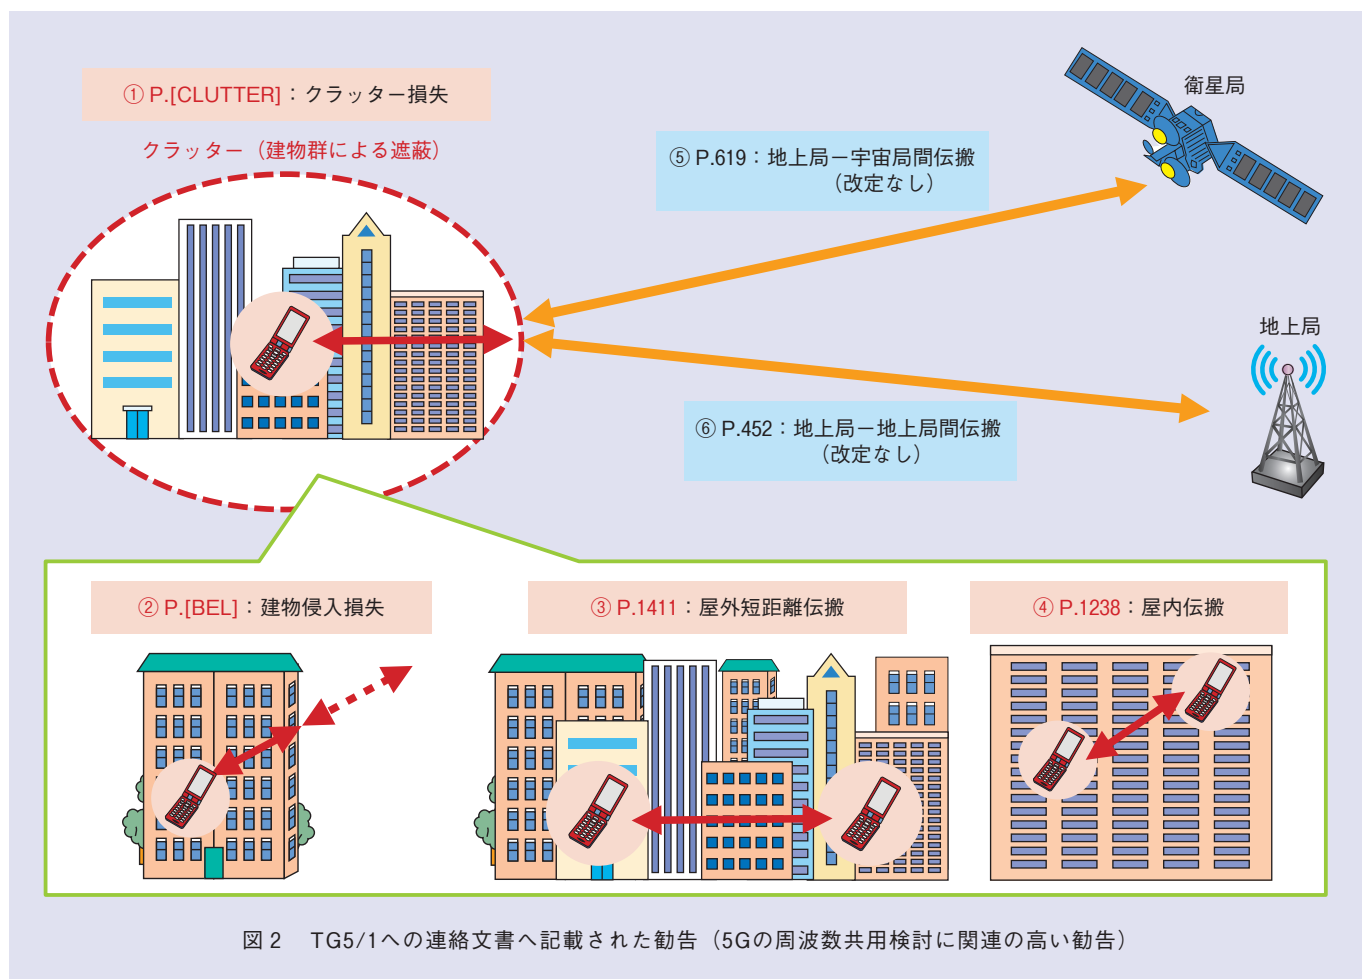 ① P.[CLUTTER]：クラッター損失
クラッター（建物群による遮蔽）
⑤ P.619：地上局－宇宙局間伝搬
（改定なし）
衛星局
地上局
⑥ P.452：地上局－地上局間伝搬
（改定なし）
② P.[BEL]：建物侵入損失
③ P.1411：屋外短距離伝搬
④ P.1238：屋内伝搬
図２　TG5/1への連絡文書へ記載された勧告（5Gの周波数共用検討に関連の高い勧告）